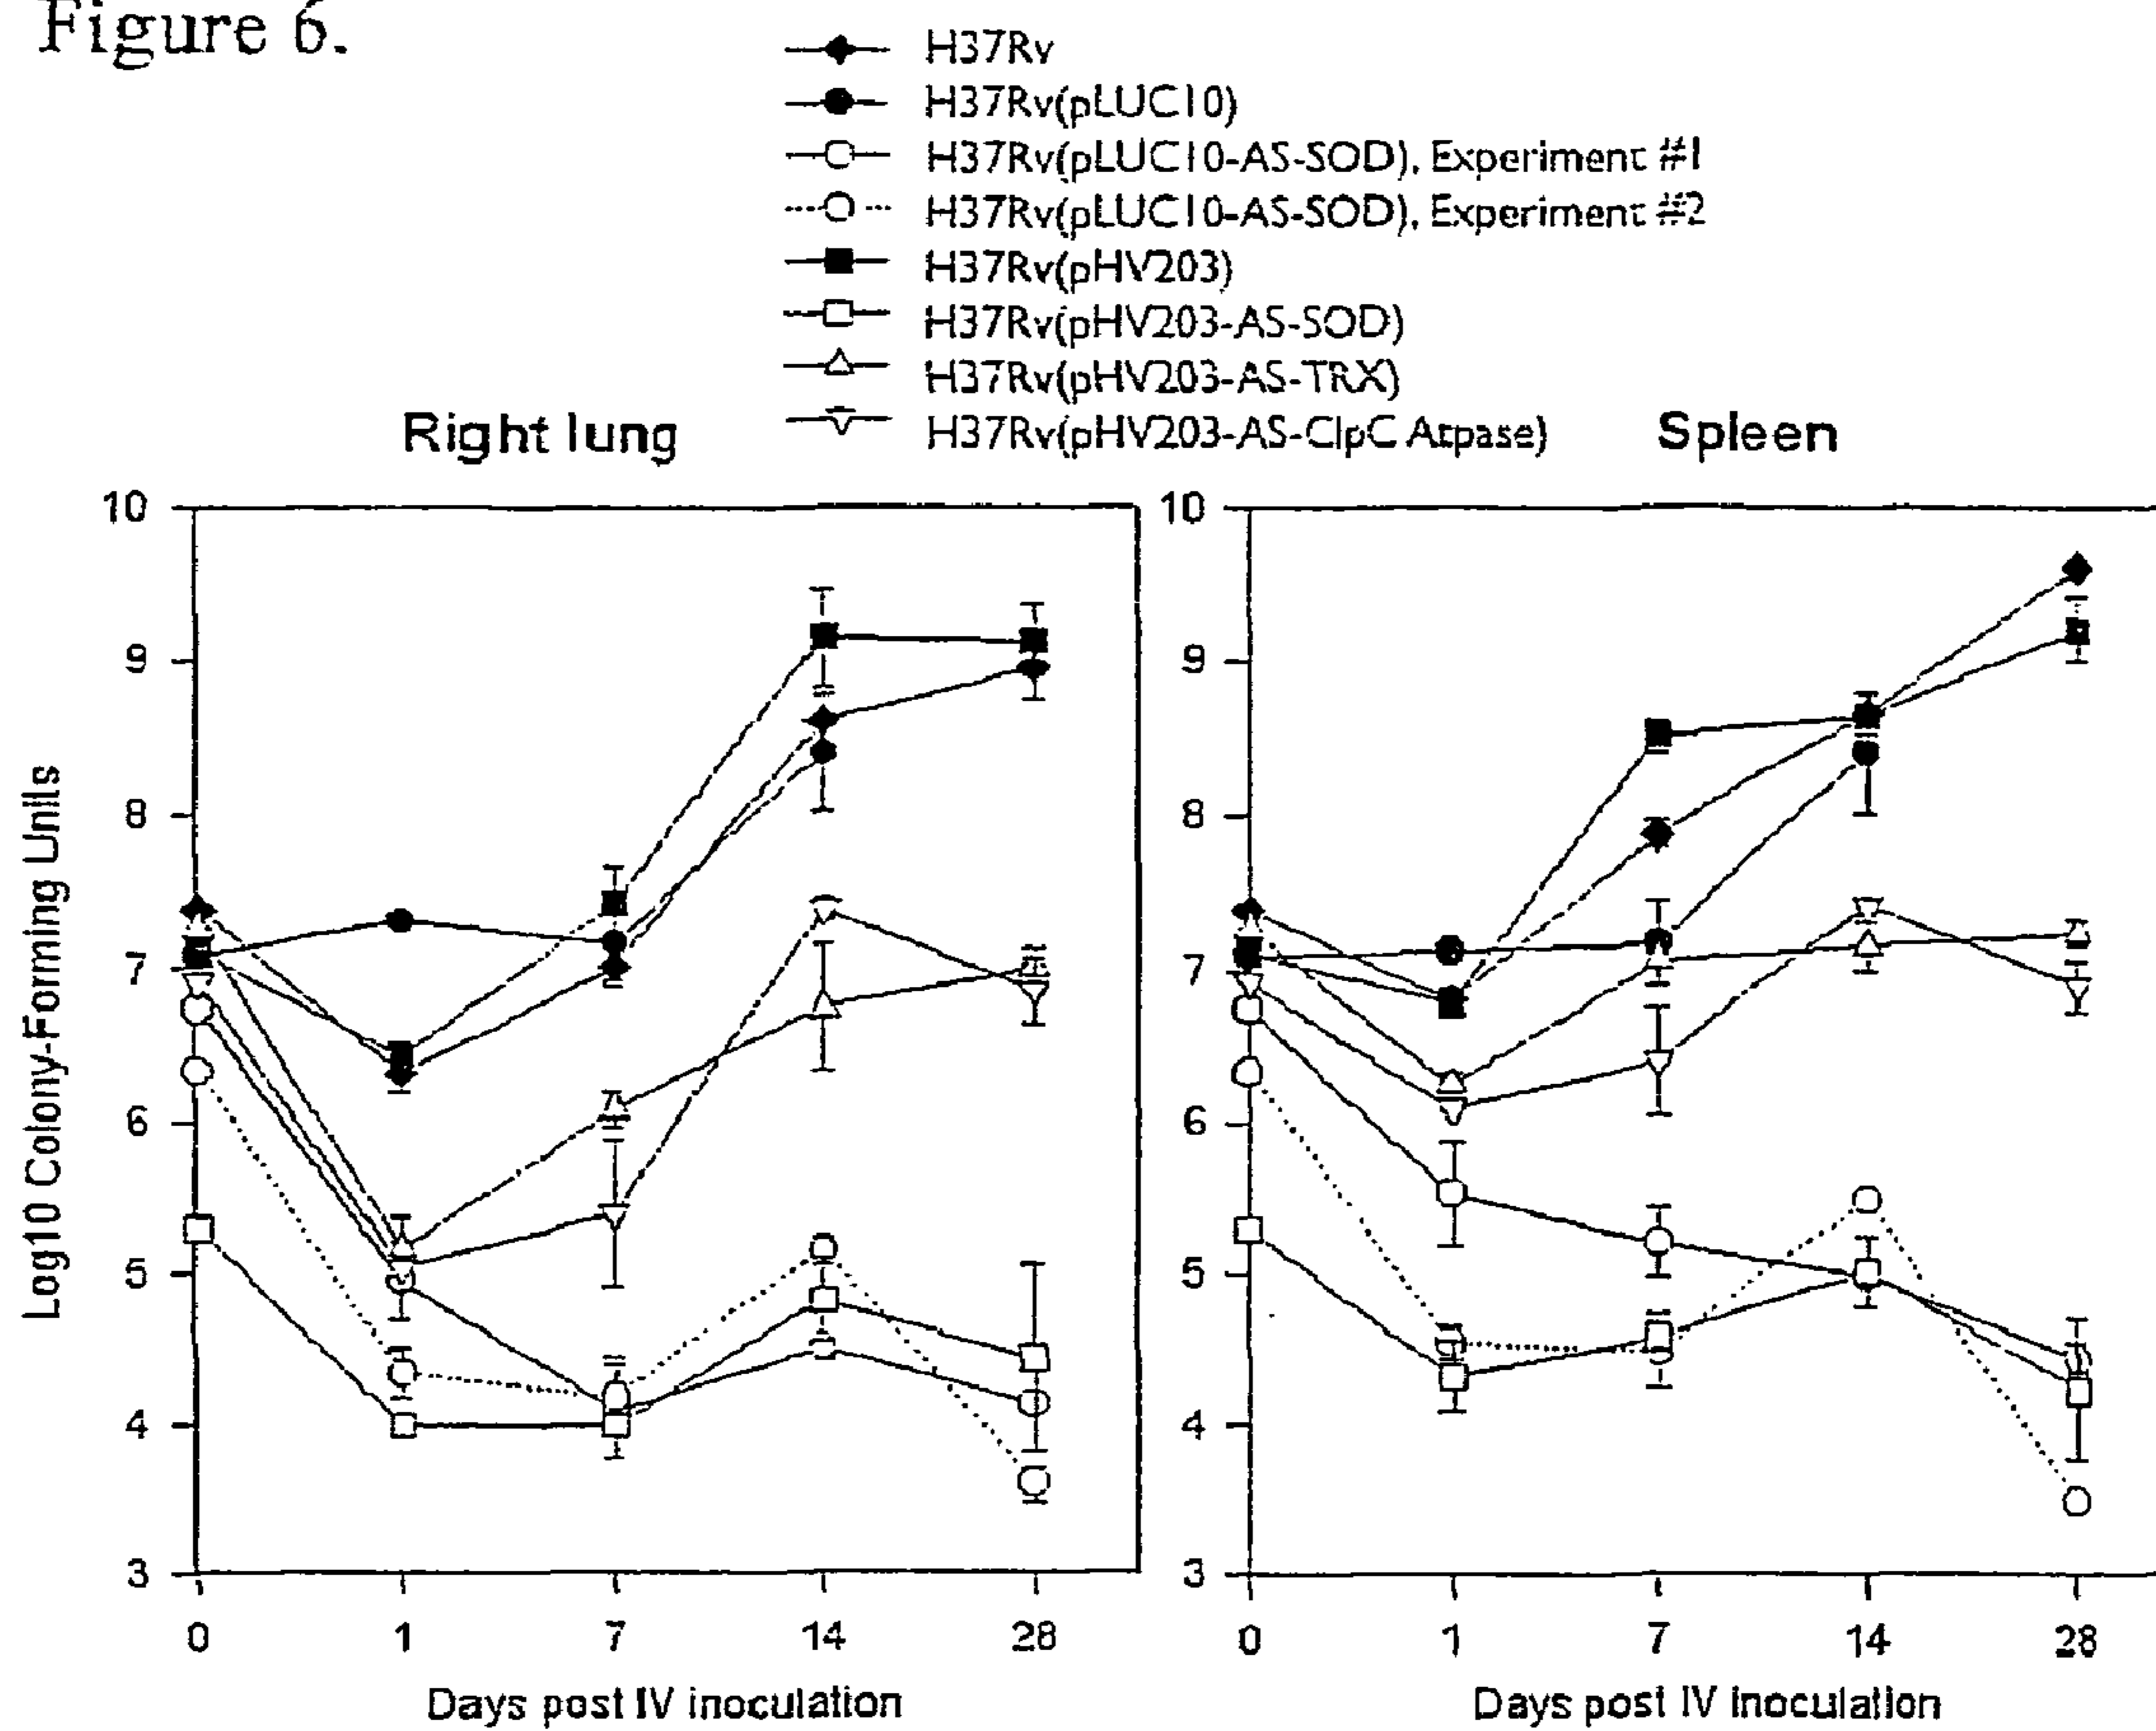 Figure 6.
H37Rv
H37Rv(pLUC10)
H37Rv(pLUC10-AS-SOD), Experiment #1
H37Rv(pLUC10-AS-SOD), Experiment #2
H37Rv(pHV203)
H37Rv(pHV203-AS-SOD)
H37Rv(pHV203-AS-TRX)
H37Rv(pHV203-AS-ClpC Atpase)
Right lung
Spleen
Log10 Colony-Forming Units
10
9
8
7
6
5
4
3
0 1 7 14 28
Days post IV inoculation
10
9
8
7
6
5
4
3
0 1 7 14 28
Days post IV inoculation